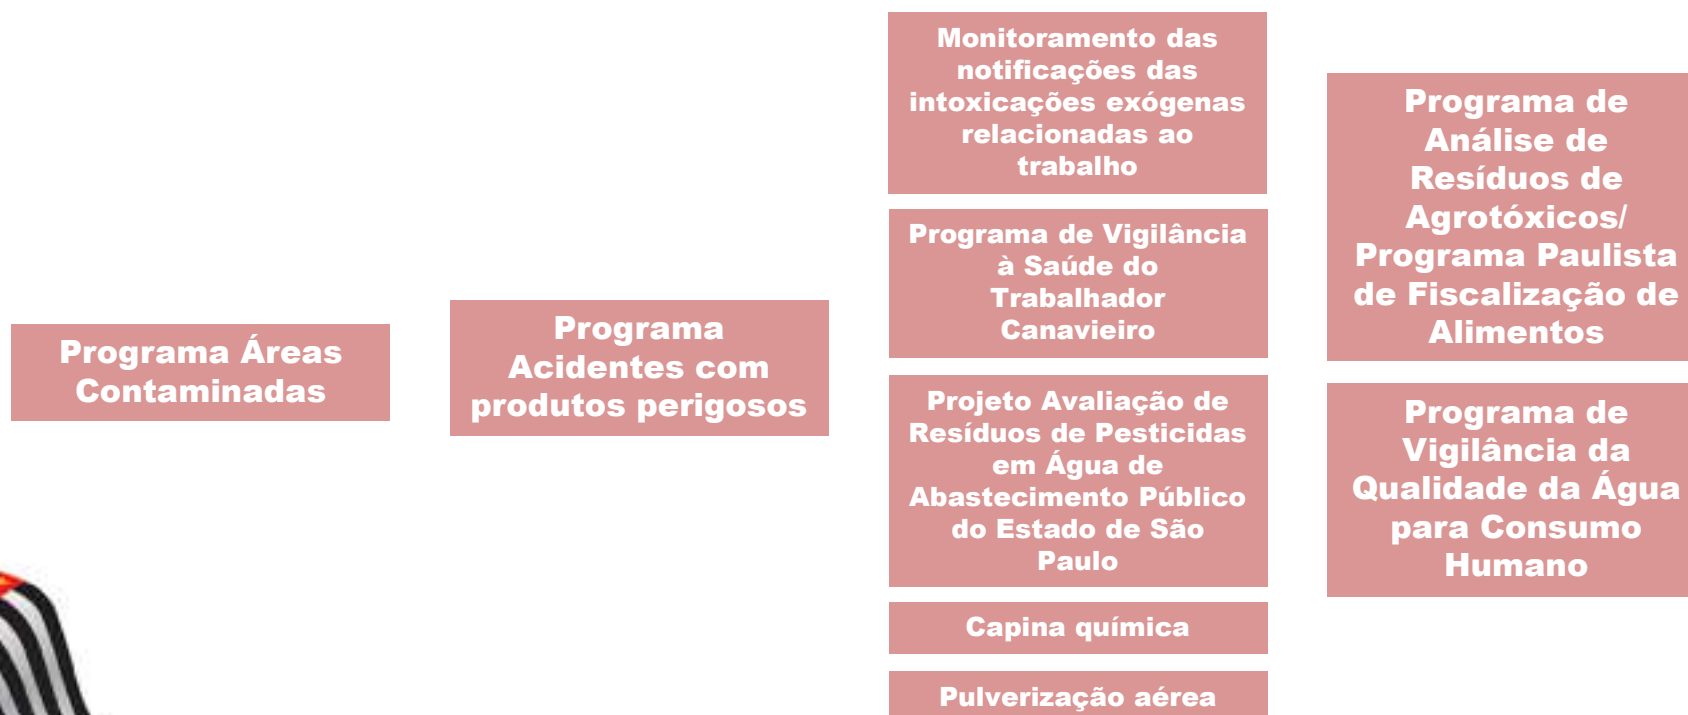 Programa Áreas
Contaminadas
Programa
Acidentes com
produtos perigosos
Monitoramento das
notificações das
intoxicações exógenas
relacionadas ao
trabalho
Programa de Vigilância
à Saúde do
Trabalhador
Canavieiro
Projeto Avaliação de
Resíduos de Pesticidas
em Água de
Abastecimento Público
do Estado de São
Paulo
Capina química
Pulverização aérea
Programa de
Análise de
Resíduos de
Agrotóxicos/
Programa Paulista
de Fiscalização de
Alimentos
Programa de
Vigilância da
Qualidade da Água
para Consumo
Humano